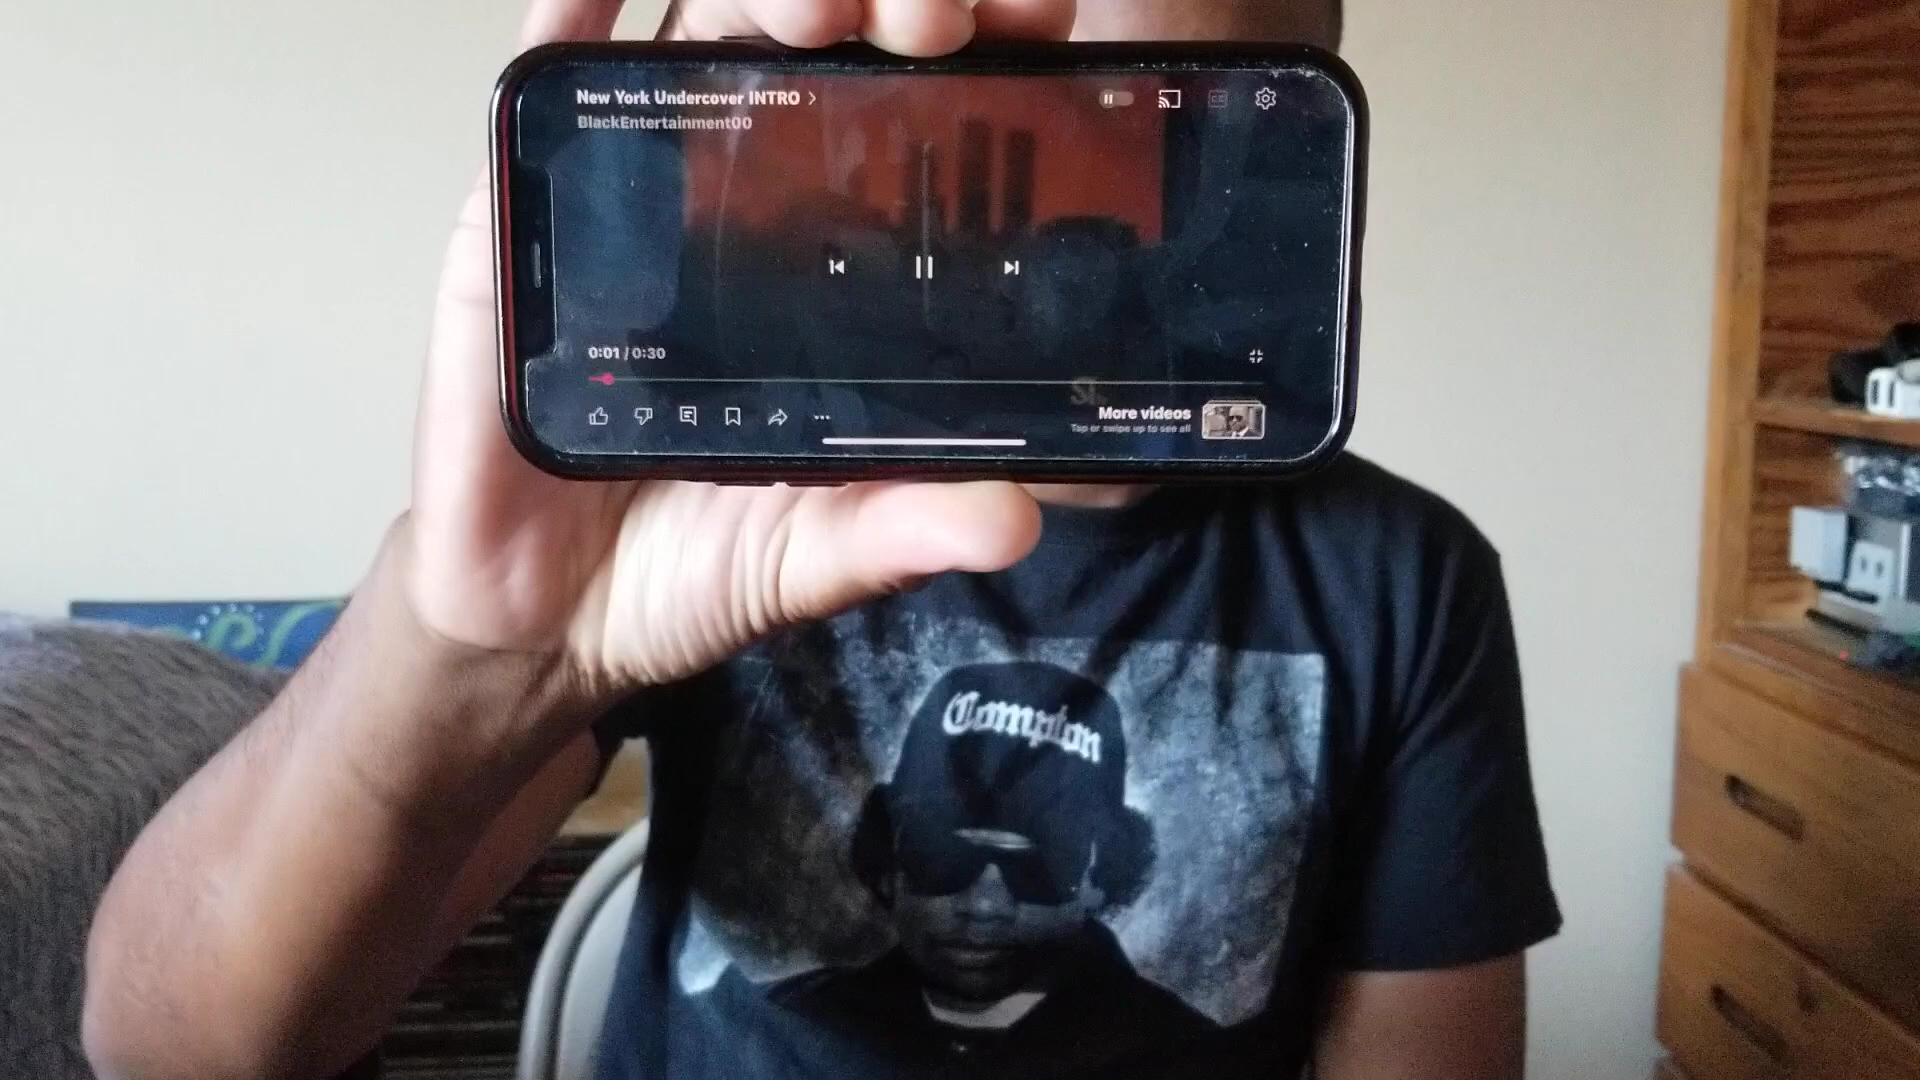 New York Undercover INTRO
BlackEntertainment00
0:01 / 0:30
More videos
Tap or swipe up to see all
Compton